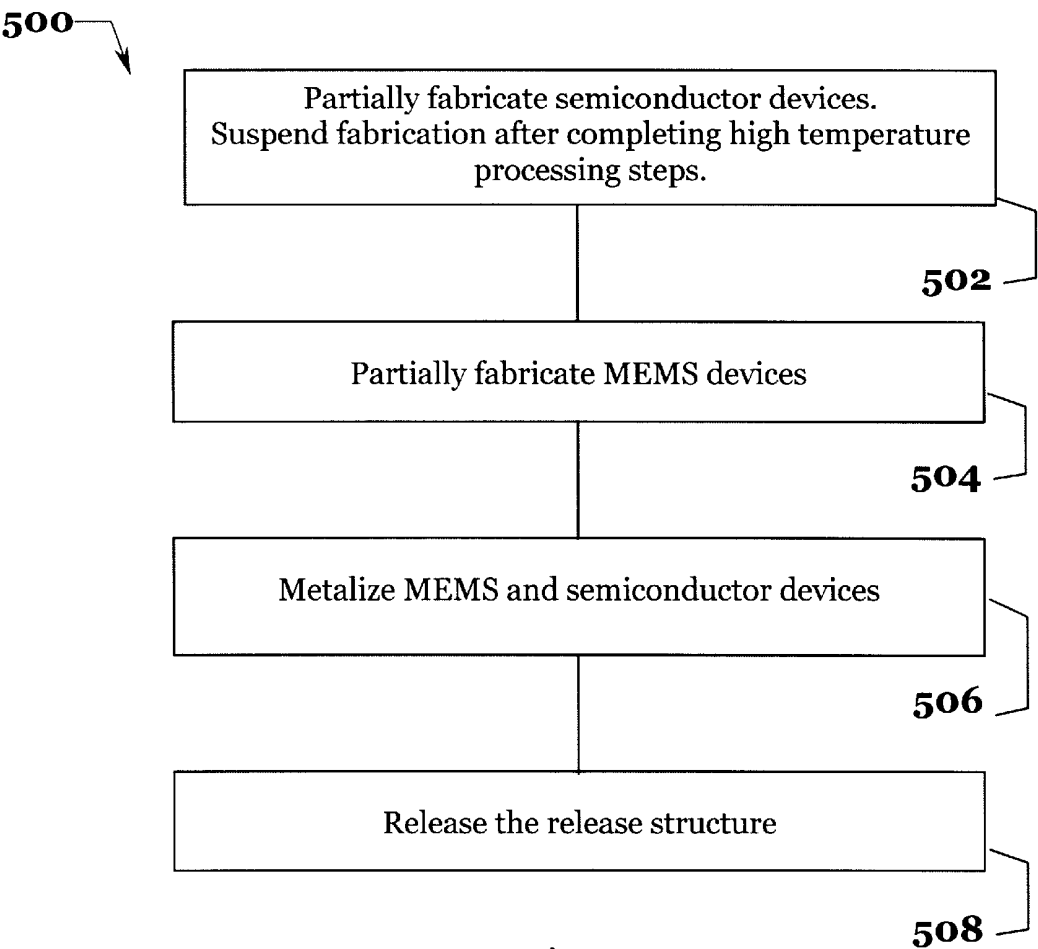 500
Partially fabricate semiconductor devices.
Suspend fabrication after completing high temperature
processing steps.
502
Partially fabricate MEMS devices
504
Metalize MEMS and semiconductor devices
506
Release the release structure
508